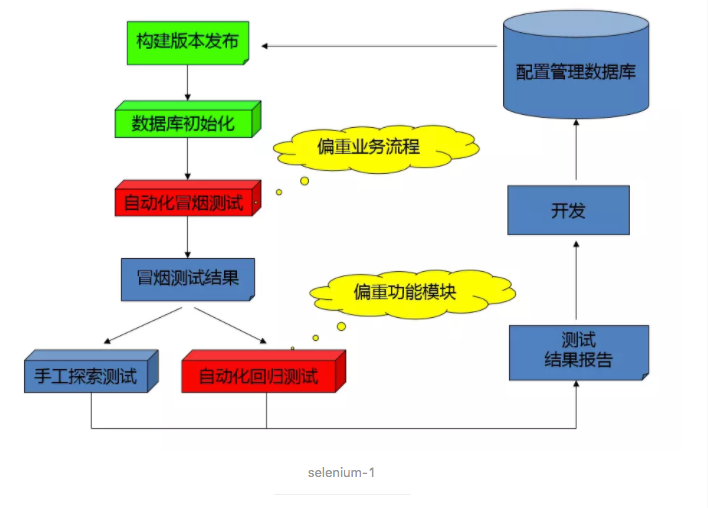 构建版本发布
配置管理数据库
数据库初始化
偏重业务流程
自动化冒烟测试
开发
冒烟测试结果
偏重功能模块
测试
结果报告
手工探索测试
自动化回归测试
selenium-1